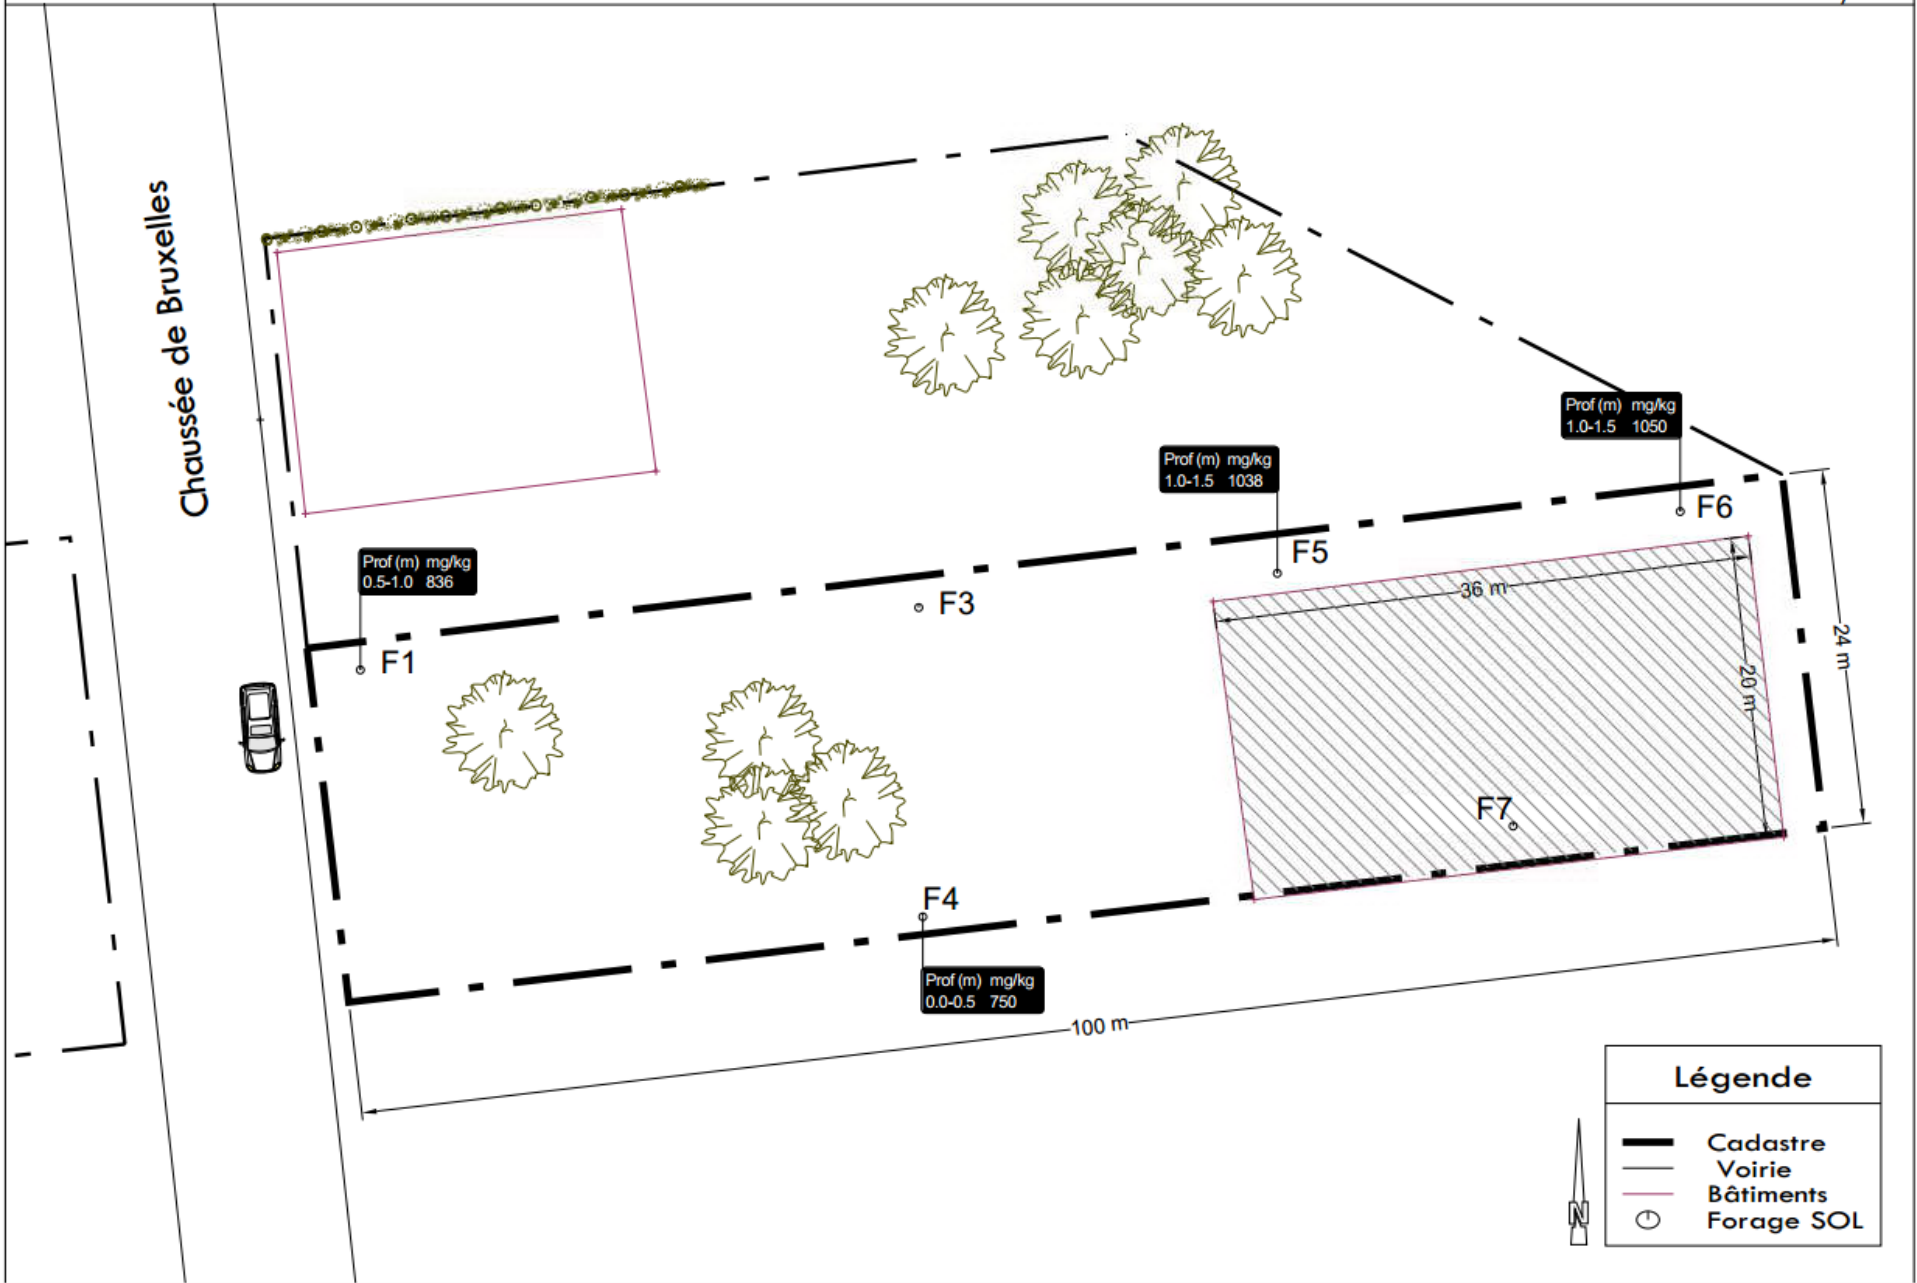 Chaussée de Bruxelles
Prof (m) mg/kg
1.0-1.5 1050
Prof (m) mg/kg
1.0-1.5 1038
F6
F5
Prof (m) mg/kg
0.5-1.0 836
36 m
F3
24 m
F1
20 m
F7
F4
Prof (m) mg/kg
0.0-0.5 750
100 m
Légende
Cadastre
Voirie
Bâtiments
Forage SOL
N